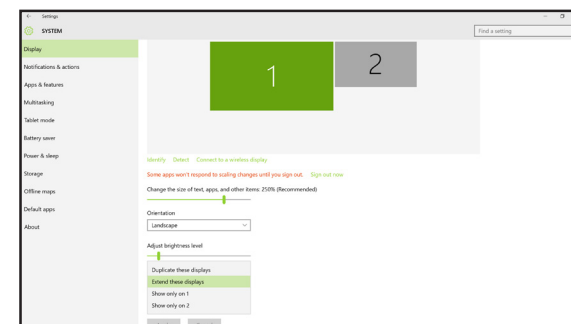 Settings
SYSTEM
Find a setting
Display
Notifications & actions
Apps & features
Multitasking
Tablet mode
Battery saver
Power & sleep
Storage
Offline maps
Default apps
About
1
2
Identify Detect Connect to a wireless display
Some apps won't respond to scaling changes until you sign out. Sign out now
Change the size of text, apps, and other items: 250% (Recommended)
Orientation
Landscape
Adjust brightness level
Duplicate these displays
Extend these displays
Show only on 1
Show only on 2